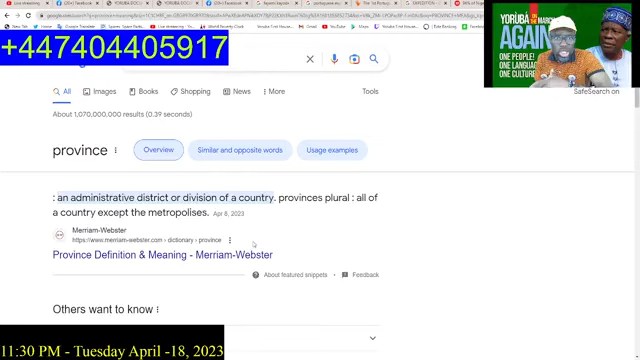 +447404405917
All
Images
Books
Shopping
News
More
Tools
SafeSearch on
About 1,070,000,000 results (0.39 seconds)
province
Overview
Similar and opposite words
Usage examples
: an administrative district or division of a country. provinces plural : all of
a country except the metropolises. Apr 8, 2023
Merriam-Webster
https://www.merriam-webster.com › dictionary › province
Province Definition & Meaning - Merriam-Webster
About featured snippets
Feedback
Others want to know
11:30 PM - Tuesday April -18, 2023
YORUBA
MARCH
AGAIN
ONE PEOPLE!
ONE LANGUAGE
ONE CULTURE